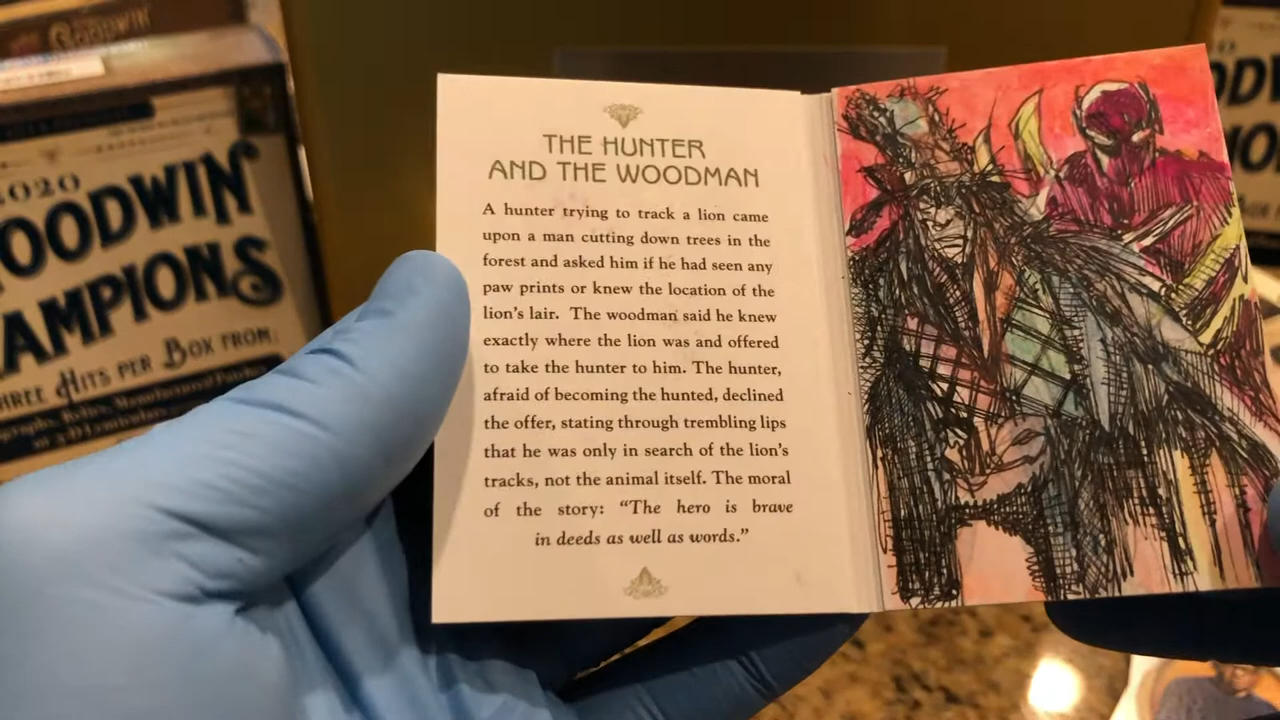 GOODWIN
2020
GOODWIN
CHAMPIONS
THREE HITS PER BOX FROM:
THE HUNTER
AND THE WOODMAN
A hunter trying to track a lion came
upon a man cutting down trees in the
forest and asked him if he had seen any
paw prints or knew the location of the
lion's lair. The woodman said he knew
exactly where the lion was and offered
to take the hunter to him. The hunter,
afraid of becoming the hunted, declined
the offer, stating through trembling lips
that he was only in search of the lion's
tracks, not the animal itself. The moral
of the story: “The hero is brave
in deeds as well as words.”